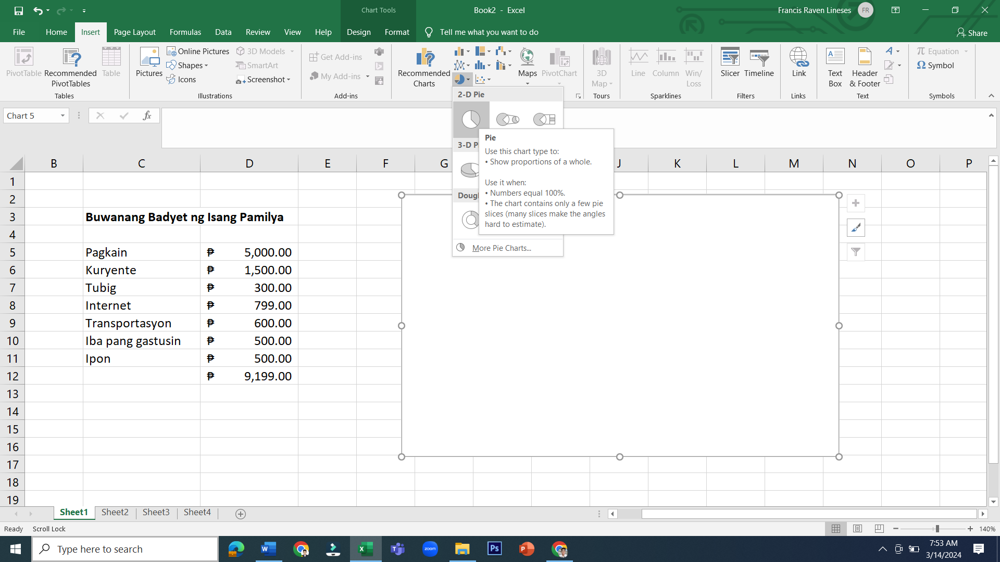 Chart Tools
Book2 - Excel
Francis Raven Lineses
FR
File
Home
Insert
Page Layout
Formulas
Data
Review
View
Help
Design
Format
Tell me what you want to do
Share
PivotTable
Recommended PivotTables
Table
Tables
Pictures
Online Pictures
Shapes
Icons
3D Models
SmartArt
Screenshot
Illustrations
Get Add-ins
My Add-ins
Add-ins
Recommended Charts
Maps
PivotChart
3D Map
Tours
Line
Column
Win/ Loss
Sparklines
Slicer
Timeline
Filters
Link
Links
Text Box
Header & Footer
Text
π Equation
Ω Symbol
Symbols
Chart 5
fx
2-D Pie
3-D P
Doug
More Pie Charts...
Pie
Use this chart type to:
• Show proportions of a whole.
Use it when:
• Numbers equal 100%.
• The chart contains only a few pie
slices (many slices make the angles
hard to estimate).
B C D E F G J K L M N O P
1
2
3 Buwanang Badyet ng Isang Pamilya
4
5 Pagkain ₱ 5,000.00
6 Kuryente ₱ 1,500.00
7 Tubig ₱ 300.00
8 Internet ₱ 799.00
9 Transportasyon ₱ 600.00
10 Iba pang gastusin ₱ 500.00
11 Ipon ₱ 500.00
12 ₱ 9,199.00
13
14
15
16
17
18
19
Sheet1 Sheet2 Sheet3 Sheet4
Ready Scroll Lock
140%
Type here to search
W
X
T
zoom
Ps
P
7:53 AM
3/14/2024